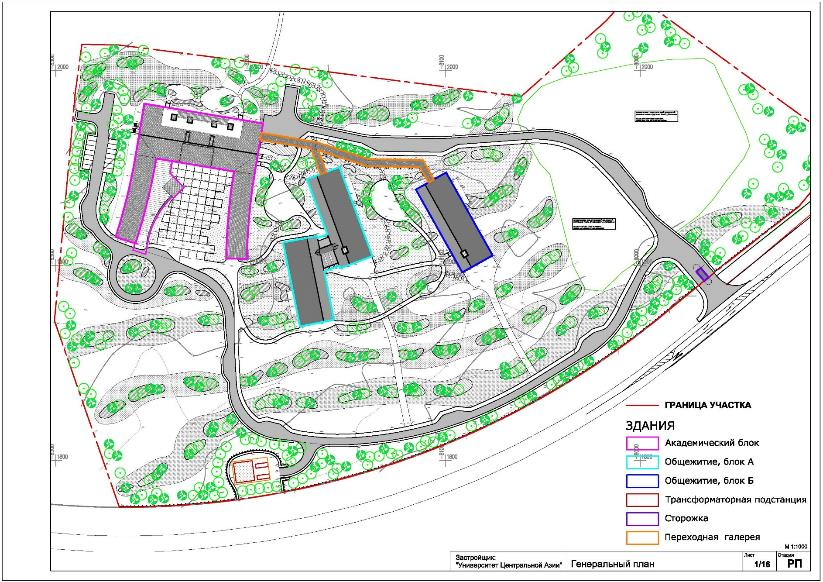 ГРАНИЦА УЧАСТКА
ЗДАНИЯ
Академический блок
Общежитие, блок А
Общежитие, блок Б
Трансформаторная подстанция
Сторожка
Переходная галерея
М 1:1000
Застройщик:
"Университет Центральной Азии"
Генеральный план
Лист
1/16
Стадия
РП